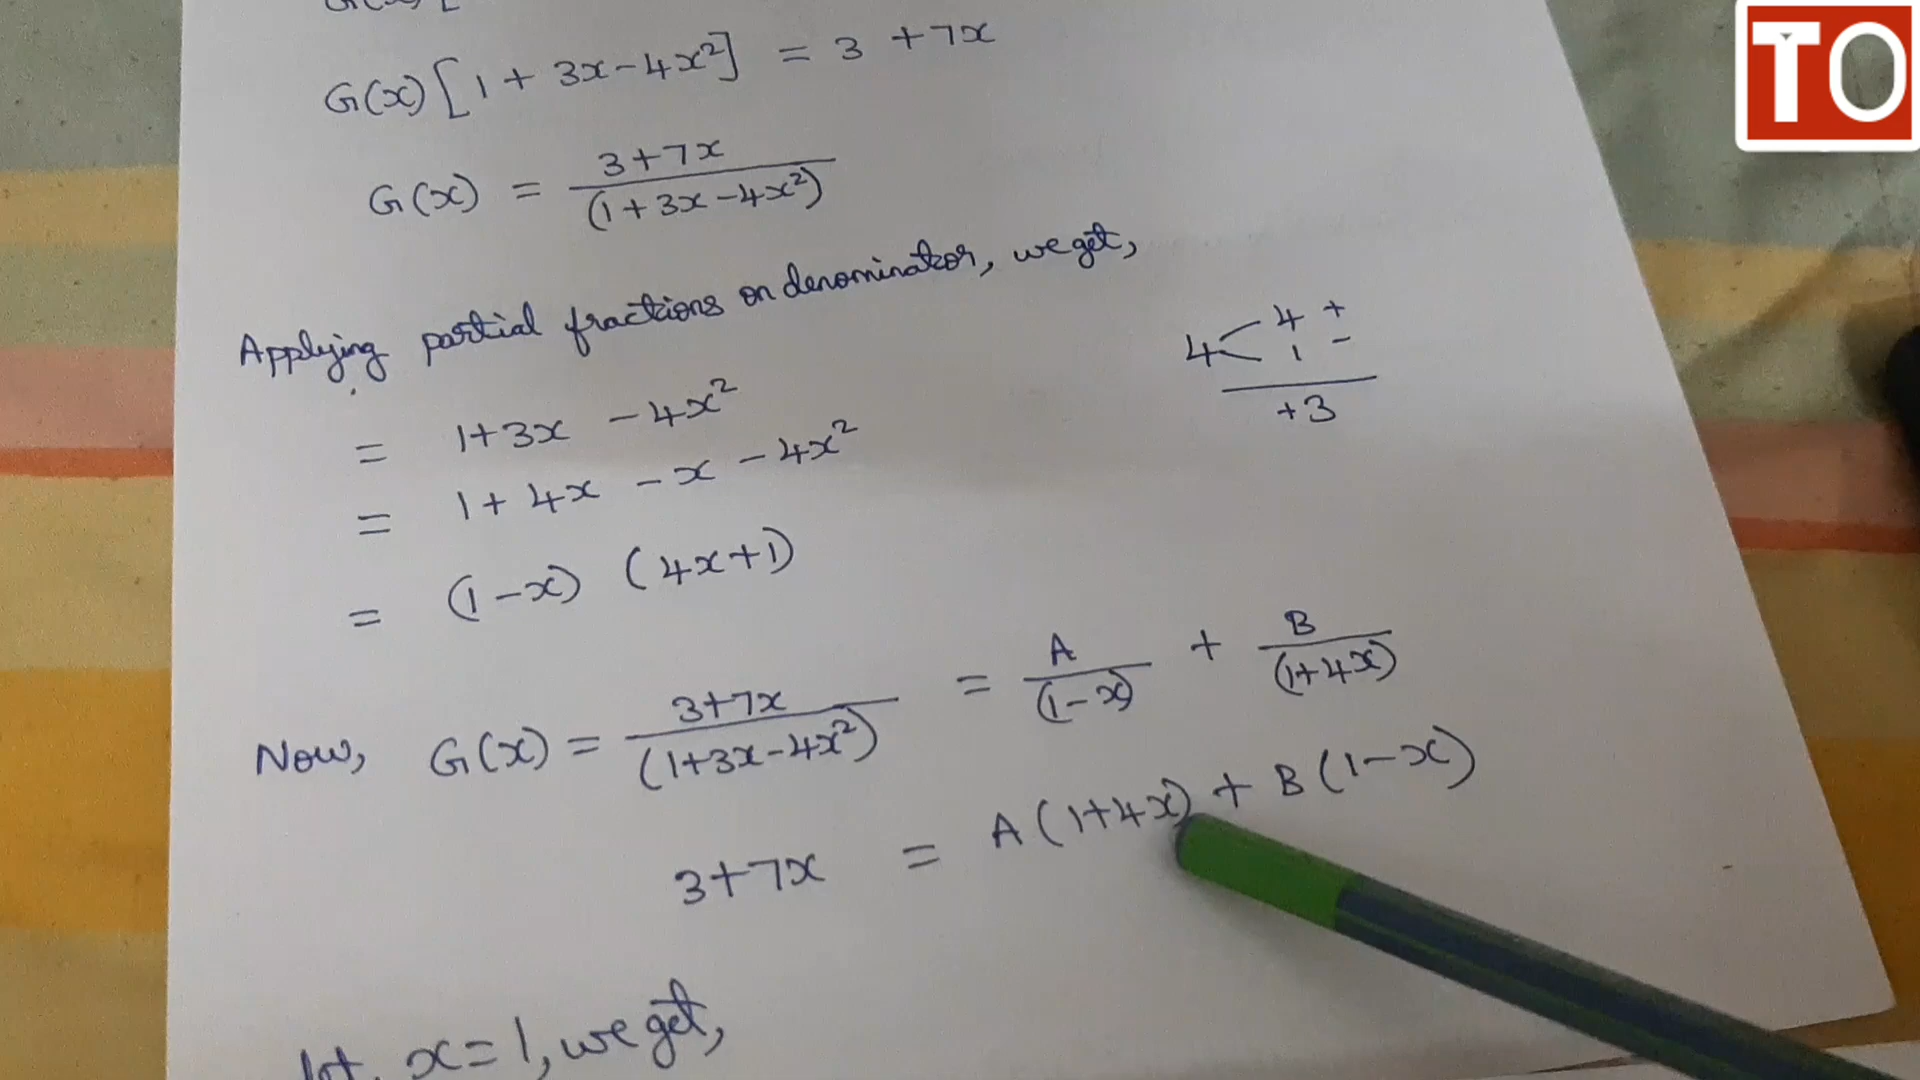 G(x) [
G(x) [1 + 3x - 4x²] = 3 + 7x
G(x) = 3+7x / (1+3x-4x²)
Applying partial fractions on denominator, we get,
= 1+3x - 4x²
= 1+ 4x - x - 4x²
= (1-x) (4x+1)
4 < 4 +
1 -
+3
Now, G(x) = 3+7x / (1+3x-4x²) = A / (1-x) + B / (1+4x)
3+7x = A(1+4x) + B(1-x)
let, x=1, we get,
TO